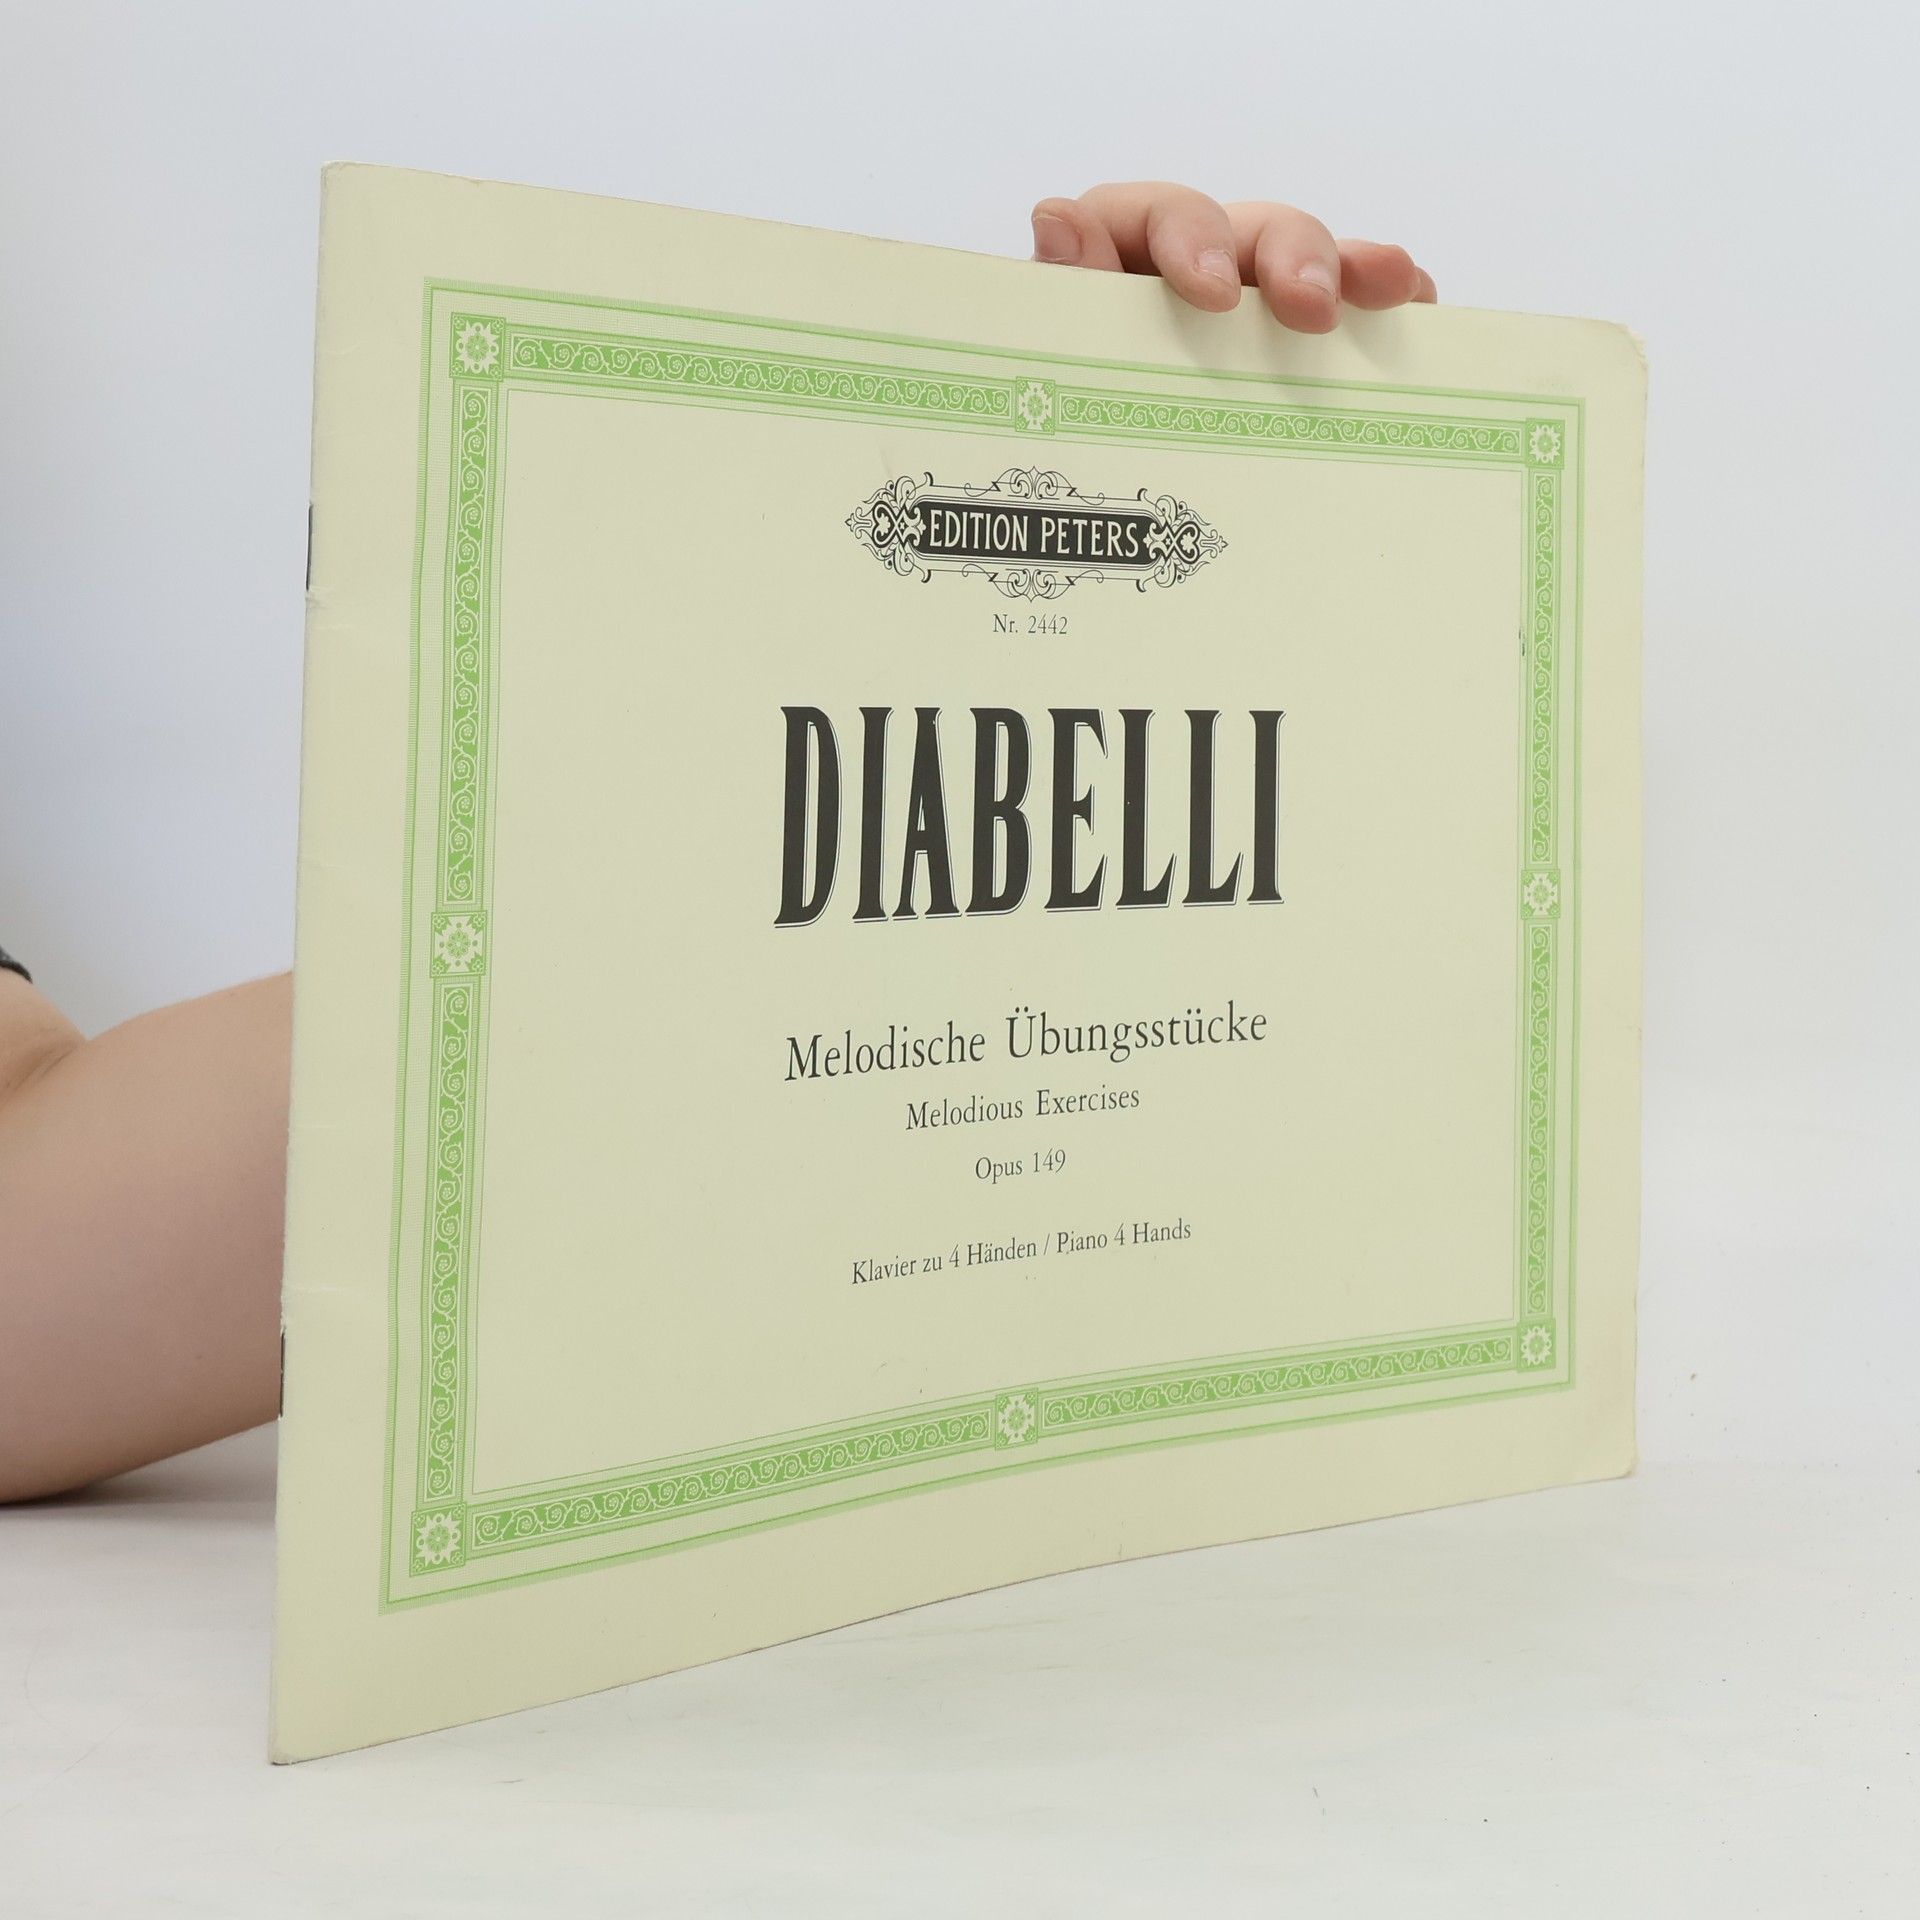 EDITION PETERS
Nr. 2442
DIABELLI
Melodische Übungsstücke
Melodious Exercises
Opus 149
Klavier zu 4 Händen / Piano 4 Hands